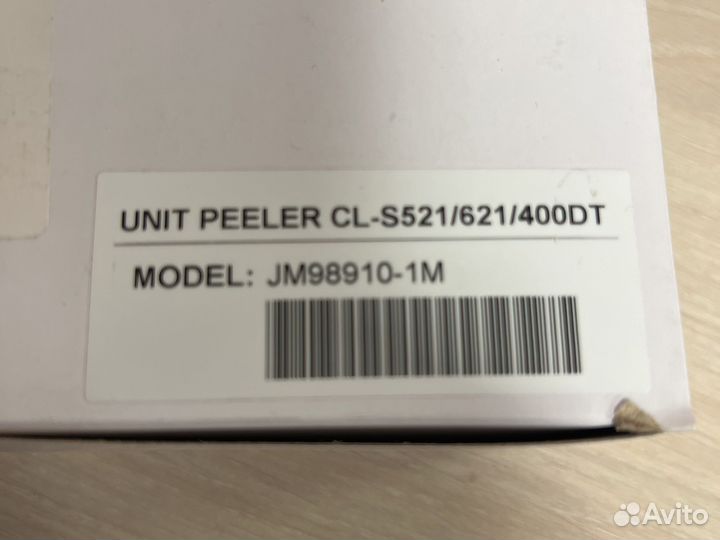 UNIT PEELER CL-S521/621/400DT
MODEL: JM98910-1M
Avito